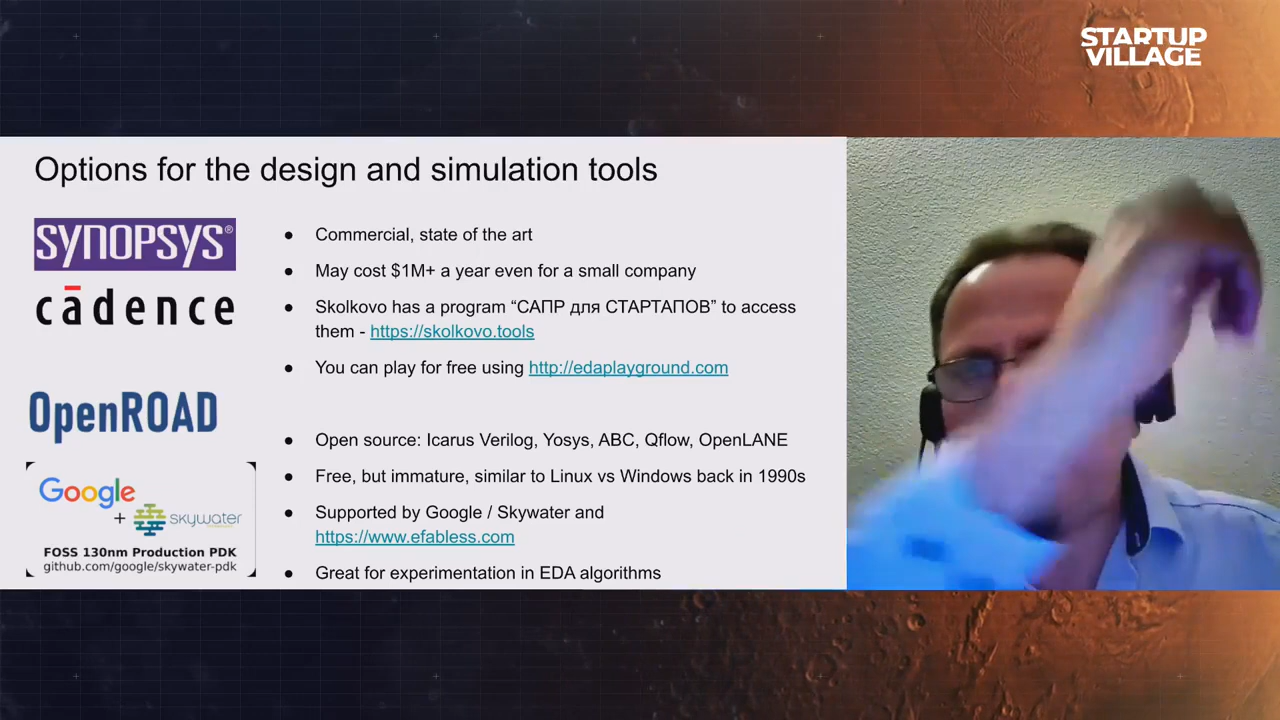 STARTUP
VILLAGE
Options for the design and simulation tools
SYNOPSYS®
cādence
● Commercial, state of the art
● May cost $1M+ a year even for a small company
● Skolkovo has a program “САПР для СТАРТАПОВ” to access
them - https://skolkovo.tools
● You can play for free using http://edaplayground.com
OpenROAD
● Open source: Icarus Verilog, Yosys, ABC, Qflow, OpenLANE
● Free, but immature, similar to Linux vs Windows back in 1990s
● Supported by Google / Skywater and
https://www.efabless.com
● Great for experimentation in EDA algorithms
Google
+ skywater
FOSS 130nm Production PDK
github.com/google/skywater-pdk